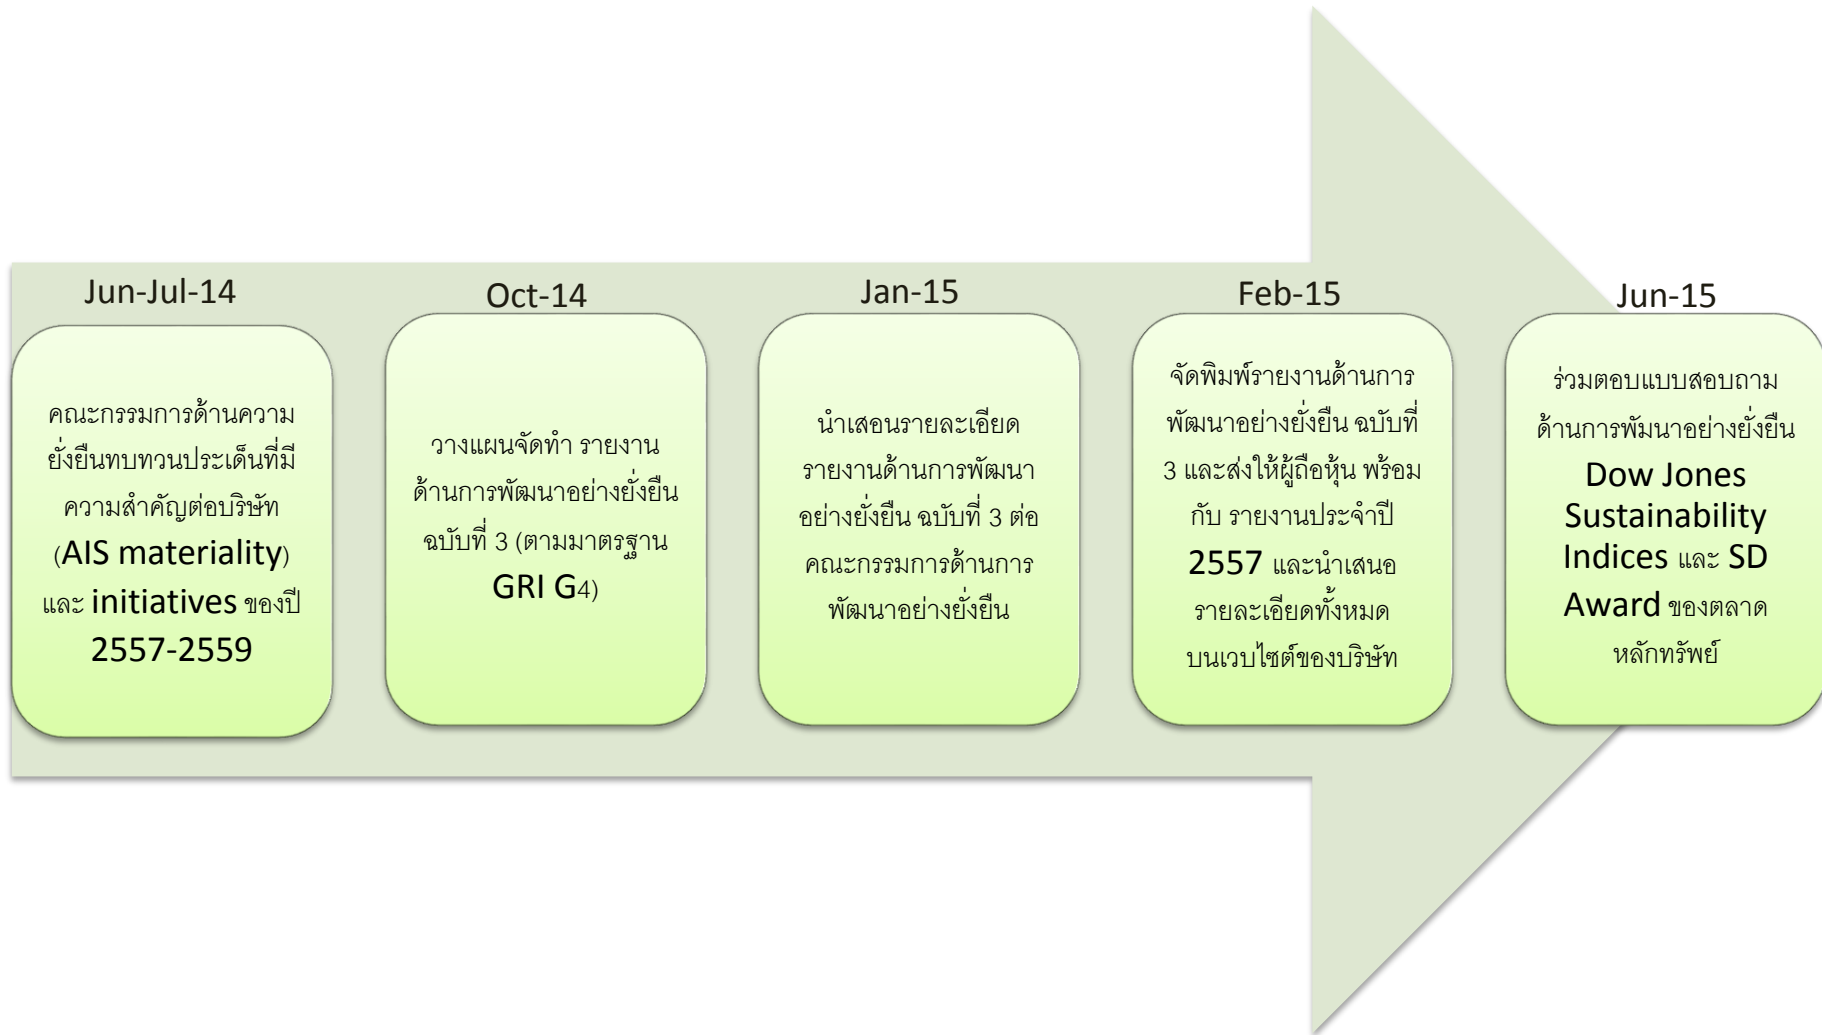 Jun-Jul-14
คณะกรรมการด้านความ
ยั่งยืนทบทวนประเด็นที่มี
ความสำคัญต่อบริษัท
(AIS materiality)
และ initiatives ของปี
2557-2559
Oct-14
วางแผนจัดทำ รายงาน
ด้านการพัฒนาอย่างยั่งยืน
ฉบับที่ 3 (ตามมาตรฐาน
GRI G4)
Jan-15
นำเสอนรายละเอียด
รายงานด้านการพัฒนา
อย่างยั่งยืน ฉบับที่ 3 ต่อ
คณะกรรมการด้านการ
พัฒนาอย่างยั่งยืน
Feb-15
จัดพิมพ์รายงานด้านการ
พัฒนาอย่างยั่งยืน ฉบับที่
3 และส่งให้ผู้ถือหุ้น พร้อม
กับ รายงานประจำปี
2557 และนำเสนอ
รายละเอียดทั้งหมด
บนเวบไซต์ของบริษัท
Jun-15
ร่วมตอบแบบสอบถาม
ด้านการพัมนาอย่างยั่งยืน
Dow Jones
Sustainability
Indices และ SD
Award ของตลาด
หลักทรัพย์